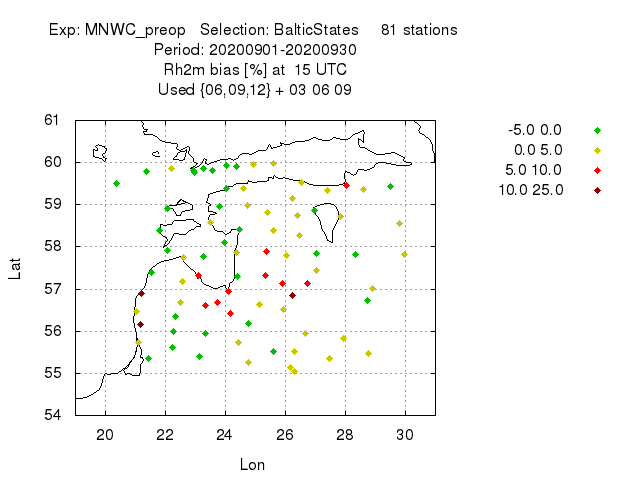 Exp: MNWC_preop Selection: BalticStates 81 stations
Period: 20200901-20200930
Rh2m bias [%] at 15 UTC
Used {06,09,12} + 03 06 09
-5.0 0.0
0.0 5.0
5.0 10.0
10.0 25.0
61
60
59
58
57
56
55
54
Lat
20 22 24 26 28 30
Lon